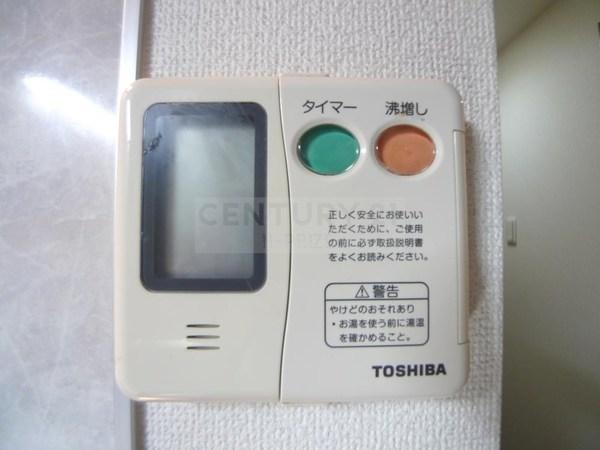 タイマー 沸増し
正しく安全にお使いい
ただくために、ご使用
の前に必ず取扱説明書
をよくお読みください。
⚠警告
やけどのおそれあり
・お湯を使う前に湯温
を確かめること。
TOSHIBA
CENTURY 21